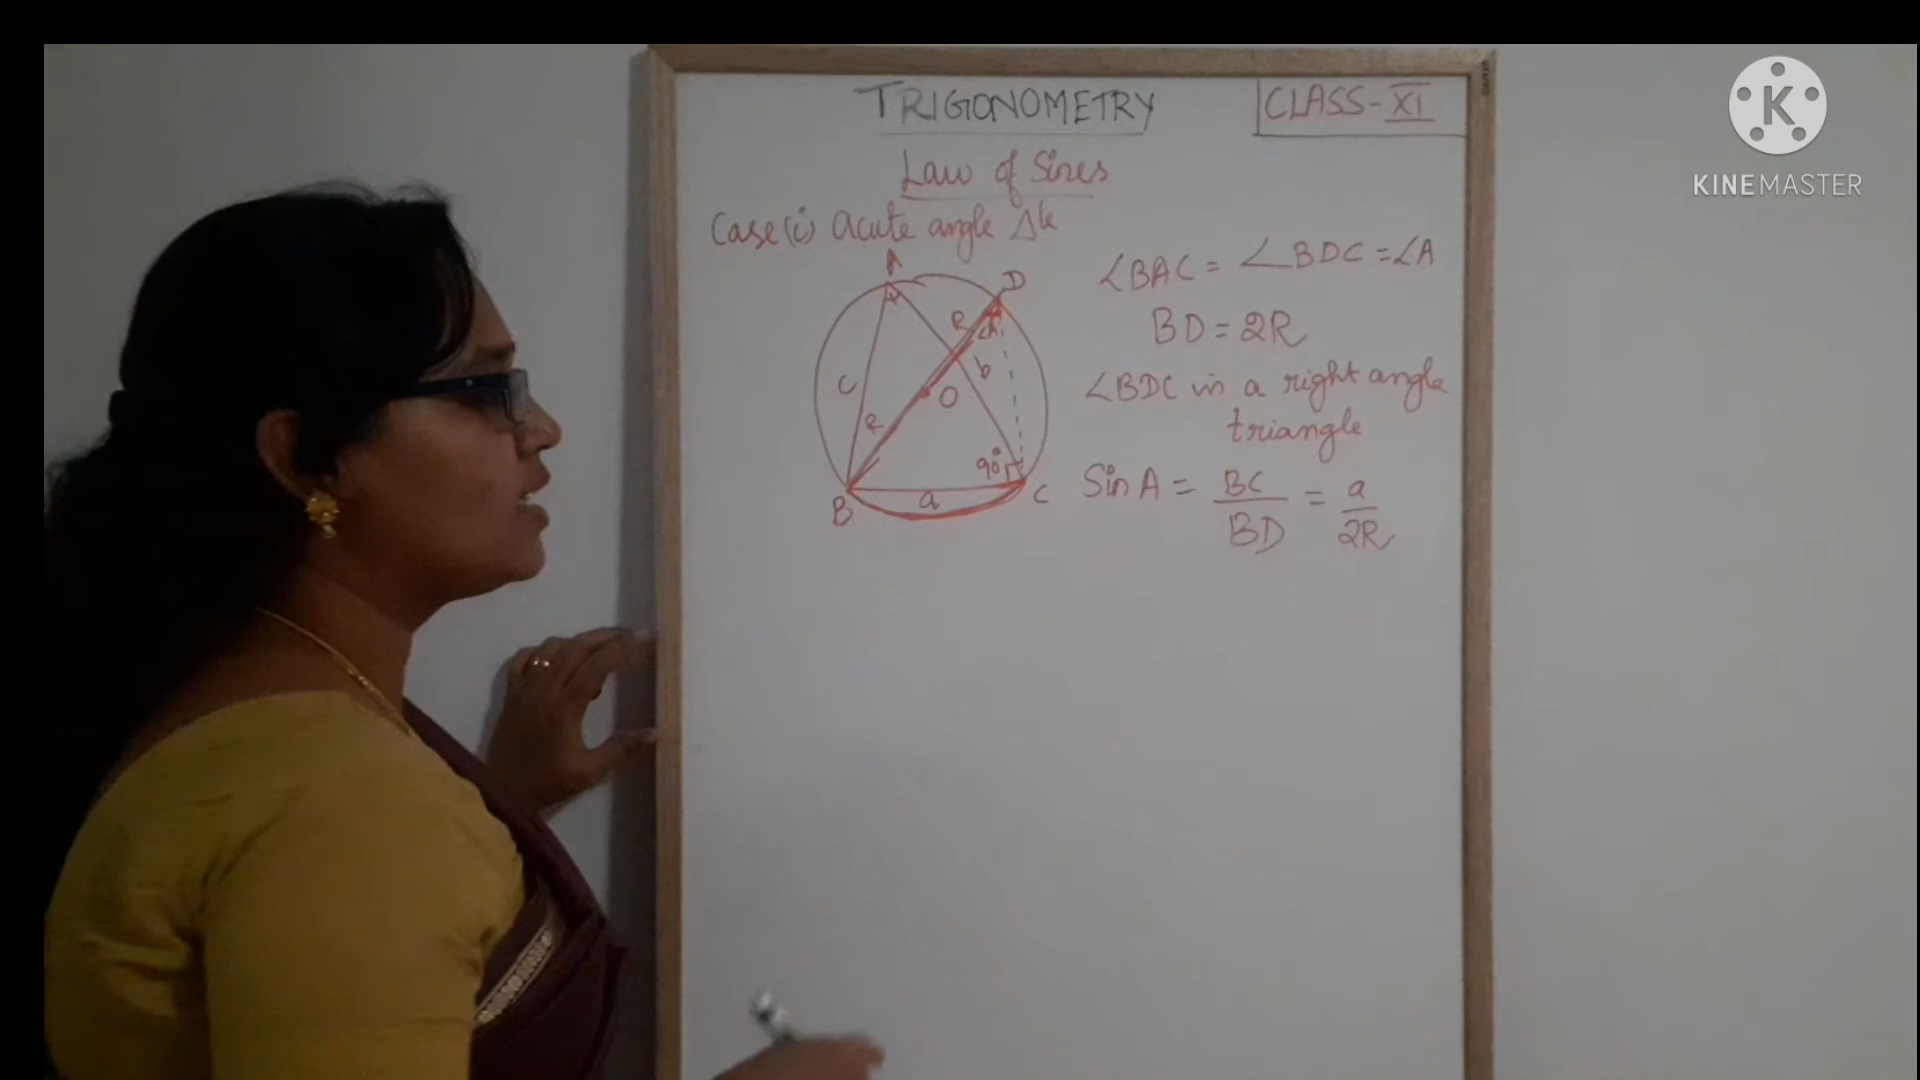 TRIGONOMETRY
CLASS-XI
Law of Sines
Case (i) Acute angle Δle
A
D
R
∠A
b
c
O
R
90°
a
B
C
∠BAC = ∠BDC = ∠A
BD = 2R
∠BDC is a right angle
triangle
Sin A = BC/BD = a/2R
K
KINEMASTER